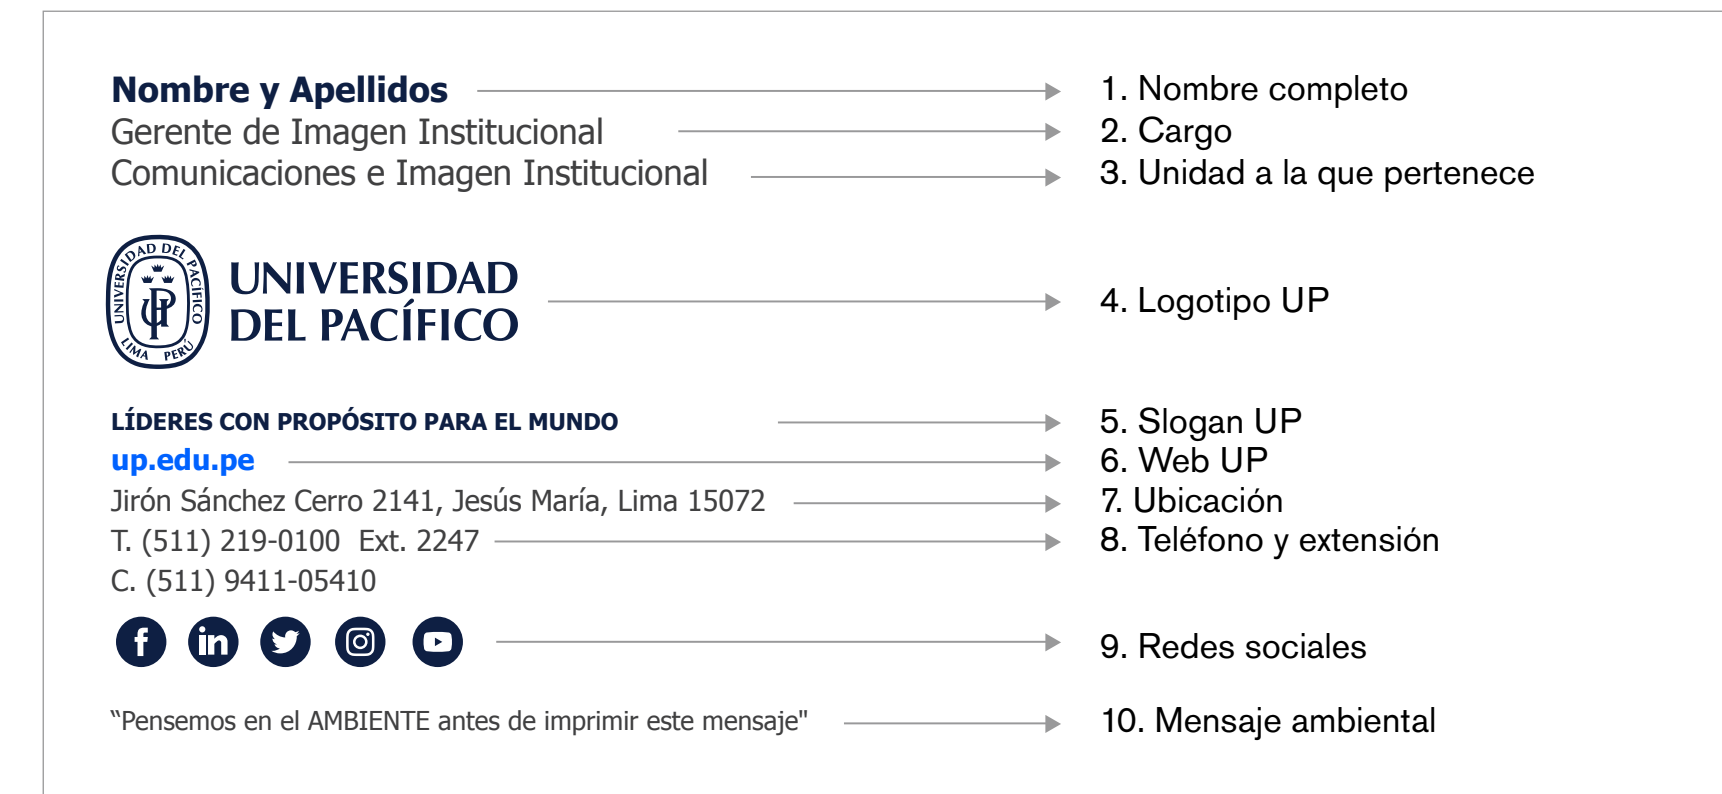 Nombre y Apellidos 1. Nombre completo
Gerente de Imagen Institucional 2. Cargo
Comunicaciones e Imagen Institucional 3. Unidad a la que pertenece
UNIVERSIDAD DEL PACÍFICO
LIMA PERÚ
UP
UNIVERSIDAD
DEL PACÍFICO
4. Logotipo UP
LÍDERES CON PROPÓSITO PARA EL MUNDO 5. Slogan UP
up.edu.pe 6. Web UP
Jirón Sánchez Cerro 2141, Jesús María, Lima 15072 7. Ubicación
T. (511) 219-0100 Ext. 2247 8. Teléfono y extensión
C. (511) 9411-05410
f in 9. Redes sociales
“Pensemos en el AMBIENTE antes de imprimir este mensaje" 10. Mensaje ambiental